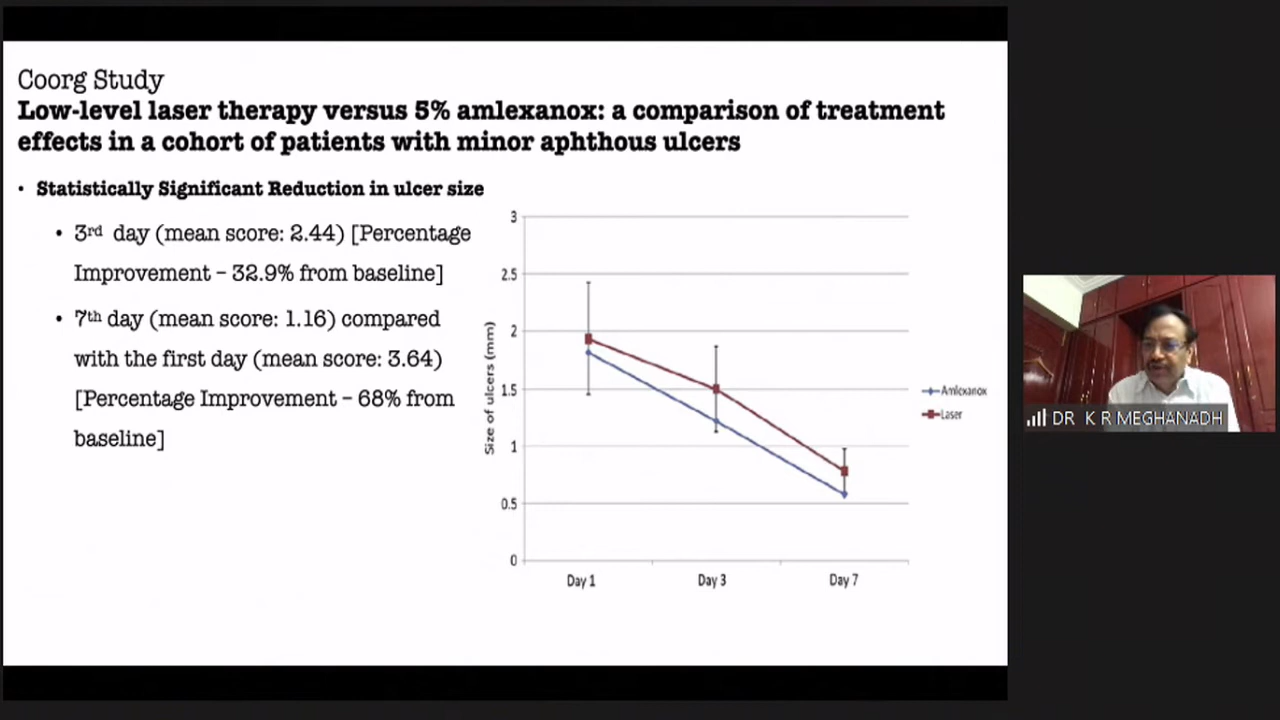 Coorg Study
Low-level laser therapy versus 5% amlexanox: a comparison of treatment
effects in a cohort of patients with minor aphthous ulcers
• Statistically Significant Reduction in ulcer size
• 3rd day (mean score: 2.44) [Percentage
Improvement – 32.9% from baseline]
• 7th day (mean score: 1.16) compared
with the first day (mean score: 3.64)
[Percentage Improvement – 68% from
baseline]
Size of ulcers (mm)
3
2.5
2
1.5
1
0.5
0
Day 1
Day 3
Day 7
Amlexanox
Laser
DR K R MEGHANADH